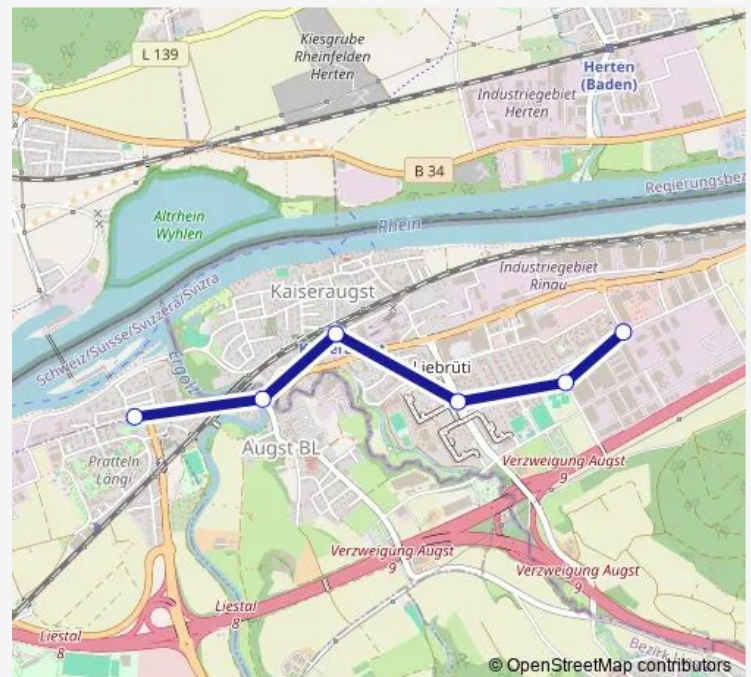 L 139
Kiesgrube
Rheinfelden
Herten
Herten
(Baden)
Industriegebiet
Herten
B 34
Altrhein
Wyhlen
Regierungsbez
Rhein
Kaiseraugst
Industriegebiet
Rinau
Schweiz/Suisse/Svizzera/Svizra
Ergolz
Liebrüti
Augst BL
Pratteln
Längi
Verzweigung Augst
9
Verzweigung Augst
9
Verzweigung Augst
9
Liestal
8
Liestal
8
© OpenStreetMap contributors